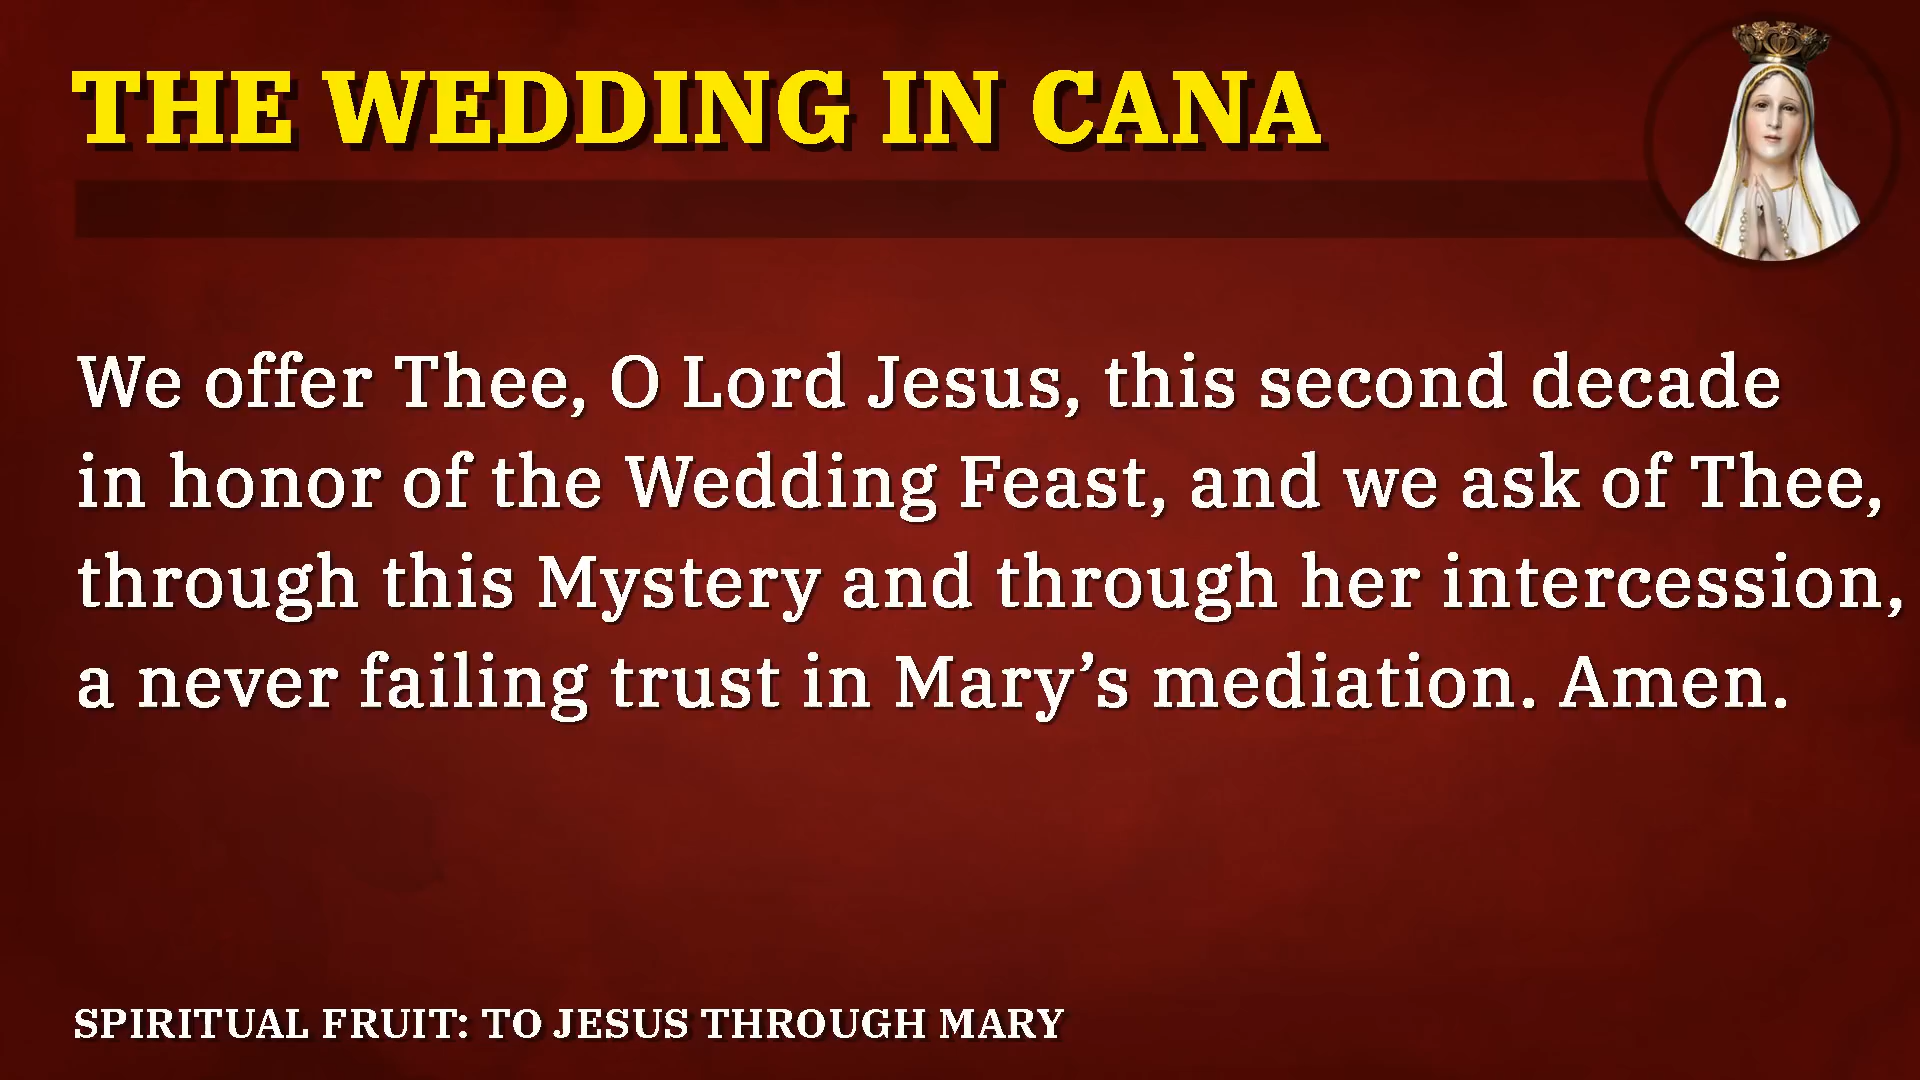 THE WEDDING IN CANA
We offer Thee, O Lord Jesus, this second decade
in honor of the Wedding Feast, and we ask of Thee,
through this Mystery and through her intercession,
a never failing trust in Mary’s mediation. Amen.
SPIRITUAL FRUIT: TO JESUS THROUGH MARY